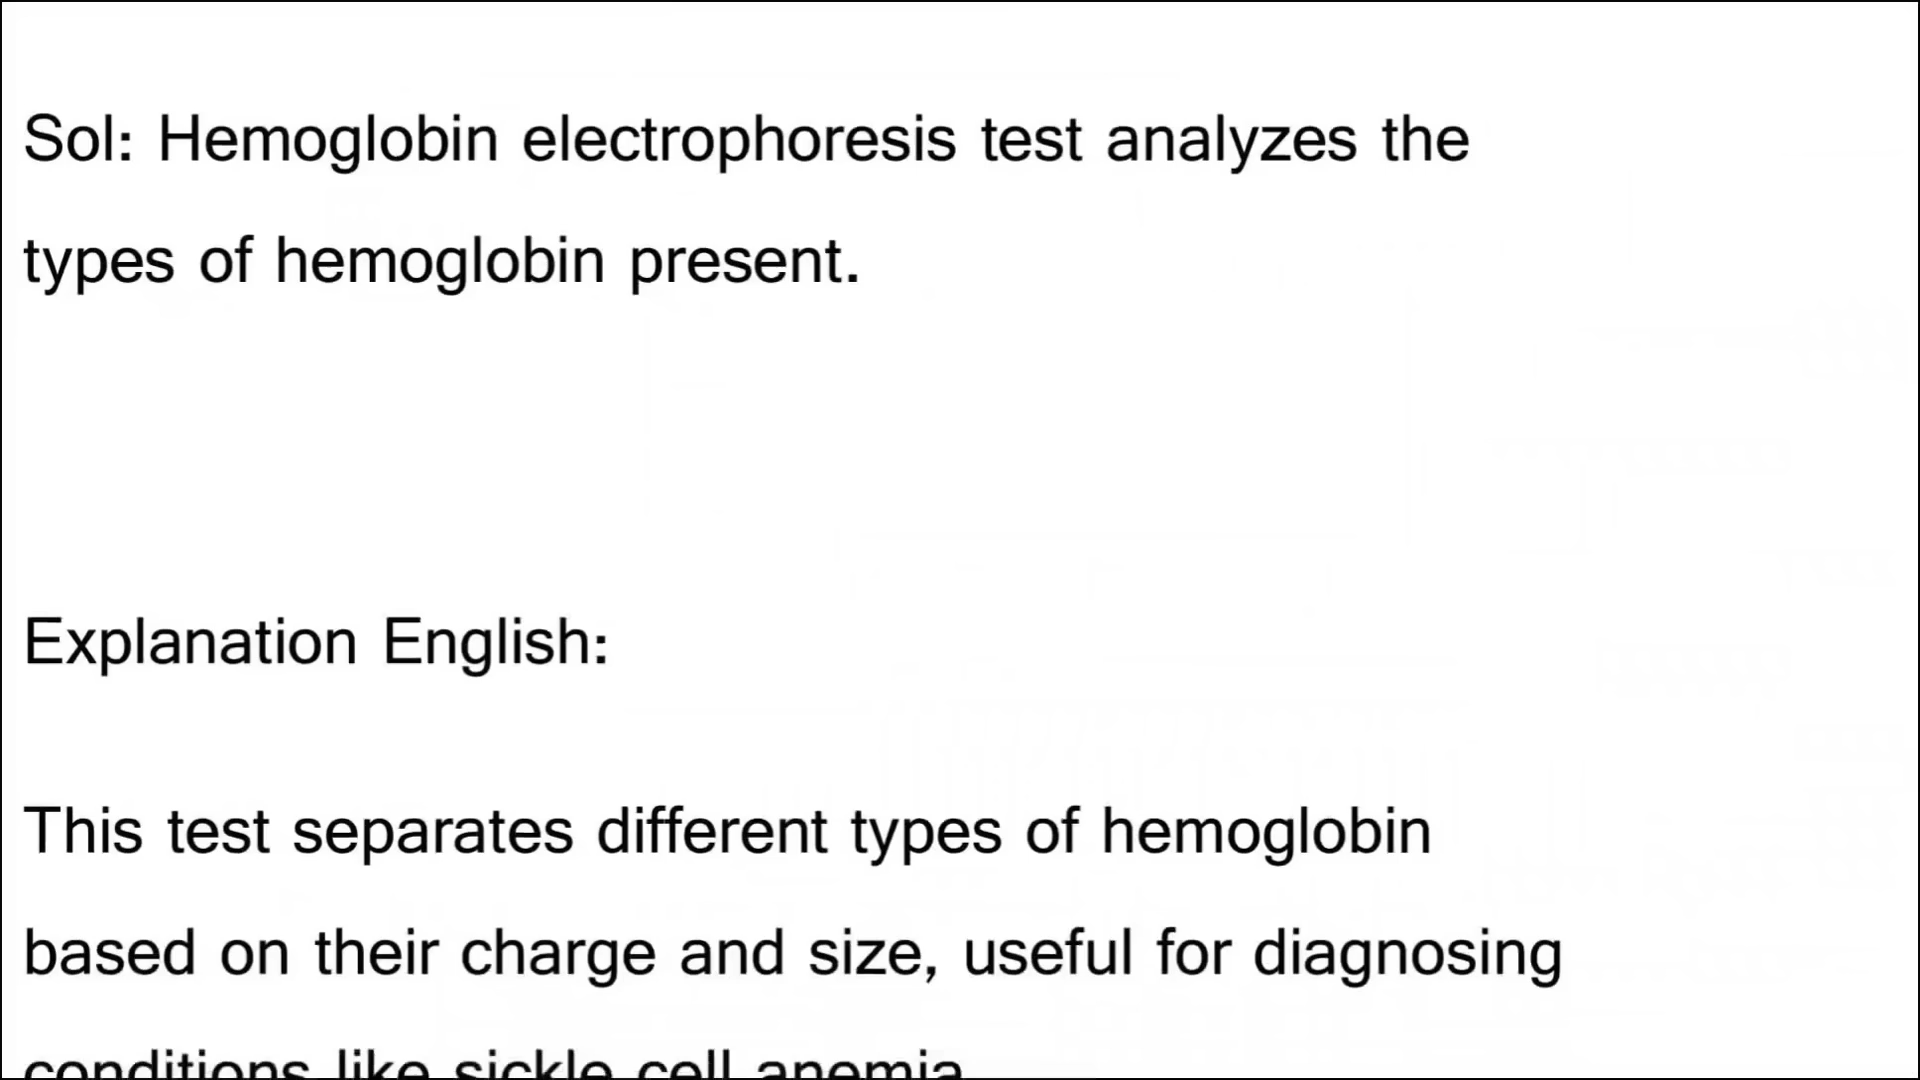 Sol: Hemoglobin electrophoresis test analyzes the
types of hemoglobin present.
Explanation English:
This test separates different types of hemoglobin
based on their charge and size, useful for diagnosing
conditions like sickle cell anemia